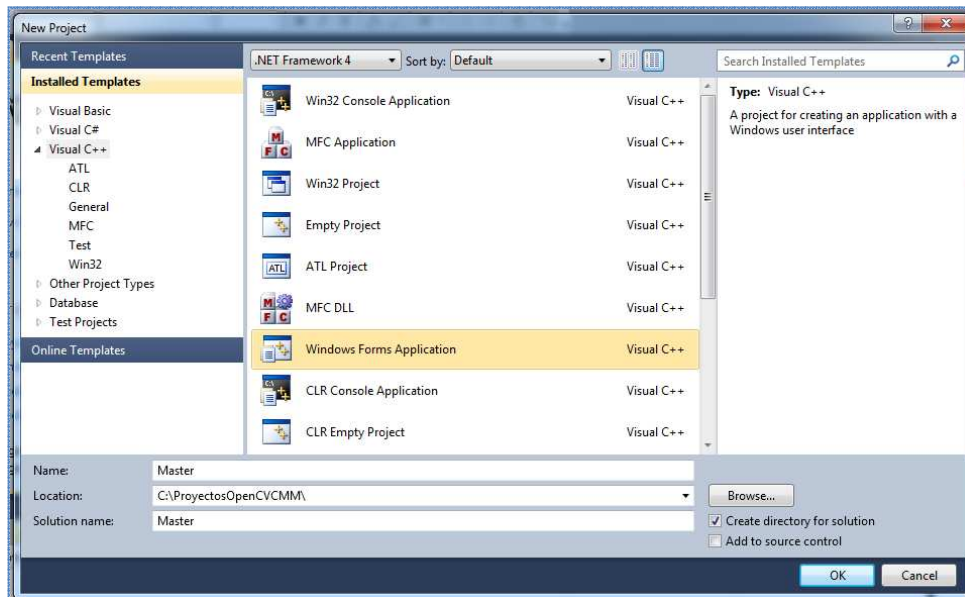 New Project
Recent Templates
Installed Templates
Visual Basic
Visual C#
Visual C++
ATL
CLR
General
MFC
Test
Win32
Other Project Types
Database
Test Projects
Online Templates
.NET Framework 4 Sort by: Default
Win32 Console Application Visual C++
MFC Application Visual C++
Win32 Project Visual C++
Empty Project Visual C++
ATL Project Visual C++
MFC DLL Visual C++
Windows Forms Application Visual C++
CLR Console Application Visual C++
CLR Empty Project Visual C++
Search Installed Templates
Type: Visual C++
A project for creating an application with a
Windows user interface
Name: Master
Location: C:\ProyectosOpenCVCMM\ Browse...
Solution name: Master
Create directory for solution
Add to source control
OK Cancel